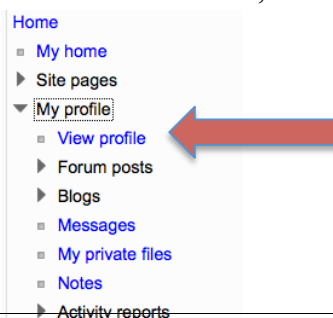 Home
My home
Site pages
My profile
View profile
Forum posts
Blogs
Messages
My private files
Notes
Activity reports